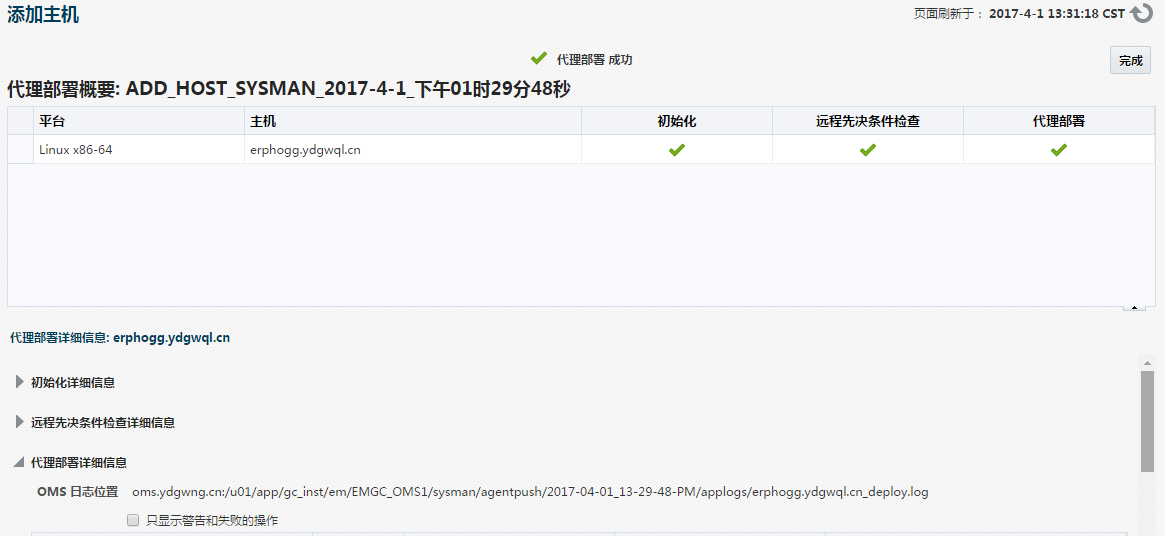 添加主机
页面刷新于： 2017-4-1 13:31:18 CST
代理部署 成功
完成
代理部署概要: ADD_HOST_SYSMAN_2017-4-1_下午01时29分48秒
平台 主机 初始化 远程先决条件检查 代理部署
Linux x86-64 erphogg.ydgwql.cn
代理部署详细信息: erphogg.ydgwql.cn
初始化详细信息
远程先决条件检查详细信息
代理部署详细信息
OMS 日志位置 oms.ydgwng.cn:/u01/app/gc_inst/em/EMGC_OMS1/sysman/agentpush/2017-04-01_13-29-48-PM/applogs/erphogg.ydgwql.cn_deploy.log
只显示警告和失败的操作